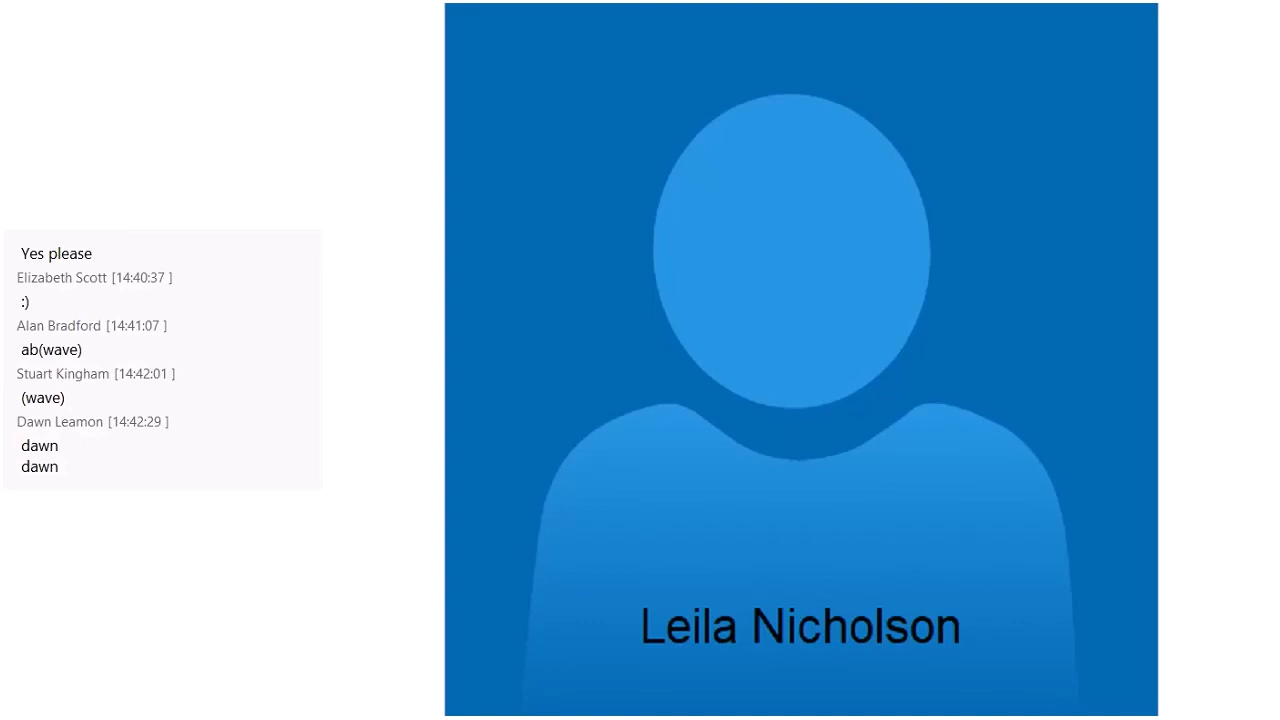 Yes please
Elizabeth Scott [14:40:37 ]
:)
Alan Bradford [14:41:07 ]
ab(wave)
Stuart Kingham [14:42:01 ]
(wave)
Dawn Leamon [14:42:29 ]
dawn
dawn
Leila Nicholson